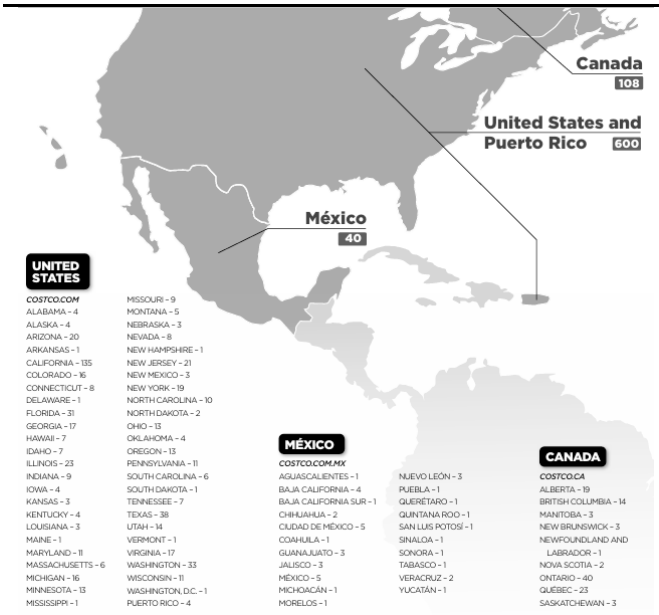 Canada
108
United States and
Puerto Rico 600
México
40
UNITED
STATES
COSTCO.COM
ALABAMA – 4
ALASKA – 4
ARIZONA – 20
ARKANSAS – 1
CALIFORNIA – 135
COLORADO – 16
CONNECTICUT – 8
DELAWARE – 1
FLORIDA – 31
GEORGIA – 17
HAWAII – 7
IDAHO – 7
ILLINOIS – 23
INDIANA – 9
IOWA – 4
KANSAS – 3
KENTUCKY – 4
LOUISIANA – 3
MAINE – 1
MARYLAND – 11
MASSACHUSETTS – 6
MICHIGAN – 16
MINNESOTA – 13
MISSISSIPPI – 1
MISSOURI – 9
MONTANA – 5
NEBRASKA – 3
NEVADA – 8
NEW HAMPSHIRE – 1
NEW JERSEY – 21
NEW MEXICO – 3
NEW YORK – 19
NORTH CAROLINA – 10
NORTH DAKOTA – 2
OHIO – 13
OKLAHOMA – 4
OREGON – 13
PENNSYLVANIA – 11
SOUTH CAROLINA – 6
SOUTH DAKOTA – 1
TENNESSEE – 7
TEXAS – 38
UTAH – 14
VERMONT – 1
VIRGINIA – 17
WASHINGTON – 33
WISCONSIN – 11
WASHINGTON, D.C. – 1
PUERTO RICO – 4
MÉXICO
COSTCO.COM.MX
AGUASCALIENTES – 1
BAJA CALIFORNIA – 4
BAJA CALIFORNIA SUR – 1
CHIHUAHUA – 2
CIUDAD DE MÉXICO – 5
COAHUILA – 1
GUANAJUATO – 3
JALISCO – 3
MÉXICO – 5
MICHOACÁN – 1
MORELOS – 1
NUEVO LEÓN – 3
PUEBLA – 1
QUERÉTARO – 1
QUINTANA ROO – 1
SAN LUIS POTOSÍ – 1
SINALOA – 1
SONORA – 1
TABASCO – 1
VERACRUZ – 2
YUCATÁN – 1
CANADA
COSTCO.CA
ALBERTA – 19
BRITISH COLUMBIA – 14
MANITOBA – 3
NEW BRUNSWICK – 3
NEWFOUNDLAND AND
LABRADOR – 1
NOVA SCOTIA – 2
ONTARIO – 40
QUÉBEC – 23
SASKATCHEWAN – 3